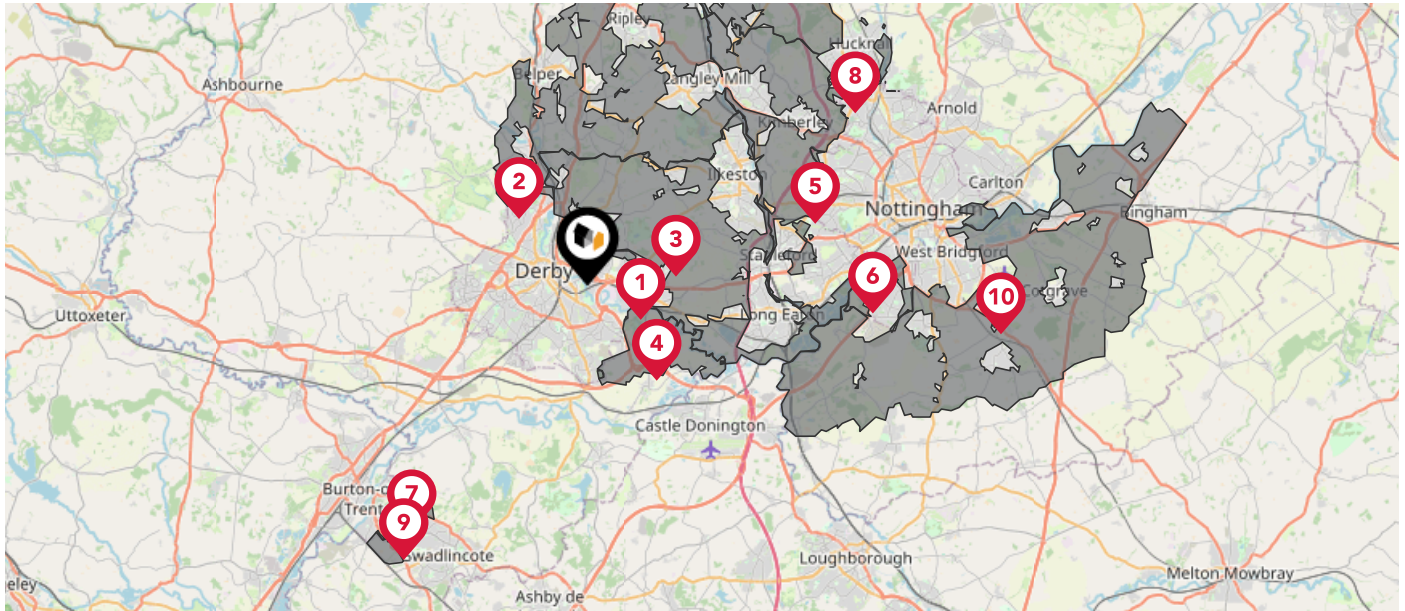 Ripley
Hucknall
Ashbourne
Belper
Langley Mill
8
Arnold
Kimberley
Ilkeston
2
5
Carlton
Nottingham
Bingham
3
Stapleford
West Bridgford
Derby
1
6
10
Cotgrave
Uttoxeter
Long Eaton
4
Castle Donington
7
Burton-o
Trent
9
Swadlincote
Loughborough
Melton Mowbray
eley
Ashby de